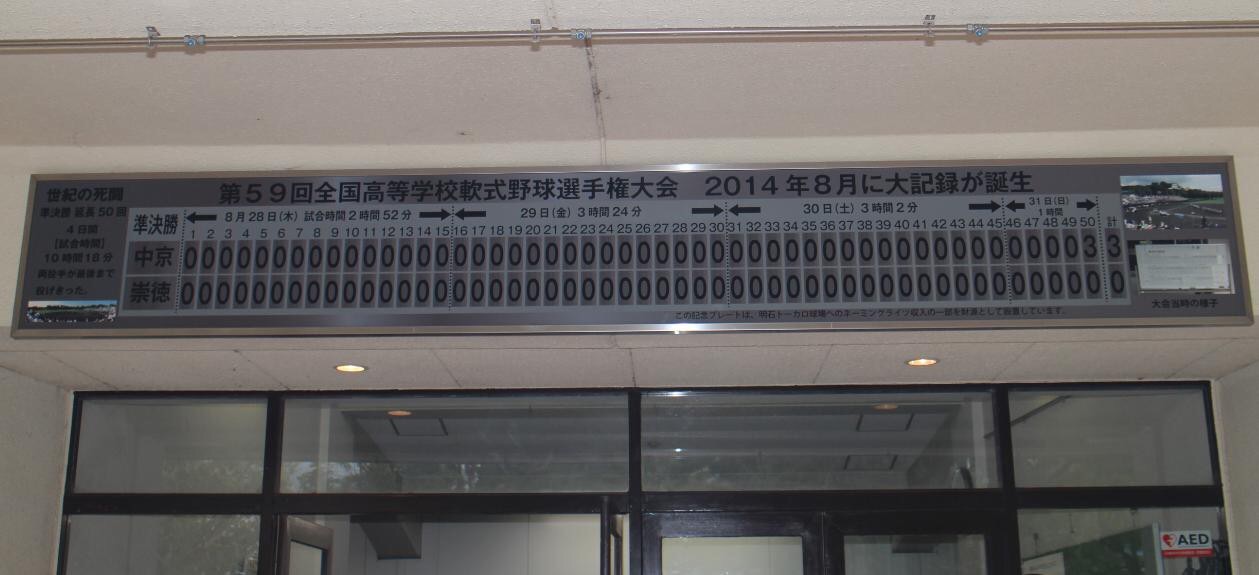 世紀の死闘
準決勝 延長50回
4日間
【試合時間】
10時間18分
両投手が最後まで
投げきった。
第59回全国高等学校軟式野球選手権大会 2014年8月に大記録が誕生
準決勝 8月28日(木) 試合時間2時間52分 29日(金) 3時間24分 30日(土) 3時間2分 31日(日) 1時間 計
1 2 3 4 5 6 7 8 9 10 11 12 13 14 15 16 17 18 19 20 21 22 23 24 25 26 27 28 29 30 31 32 33 34 35 36 37 38 39 40 41 42 43 44 45 46 47 48 49 50
中京 0 0 0 0 0 0 0 0 0 0 0 0 0 0 0 0 0 0 0 0 0 0 0 0 0 0 0 0 0 0 0 0 0 0 0 0 0 0 0 0 0 0 0 0 0 0 0 0 0 3 3
崇徳 0 0 0 0 0 0 0 0 0 0 0 0 0 0 0 0 0 0 0 0 0 0 0 0 0 0 0 0 0 0 0 0 0 0 0 0 0 0 0 0 0 0 0 0 0 0 0 0 0 0 0
この記念プレートは、明石トーカロ球場へのネーミングライツ収入の一部を財源として設置しています。
大会当時の様子
AED